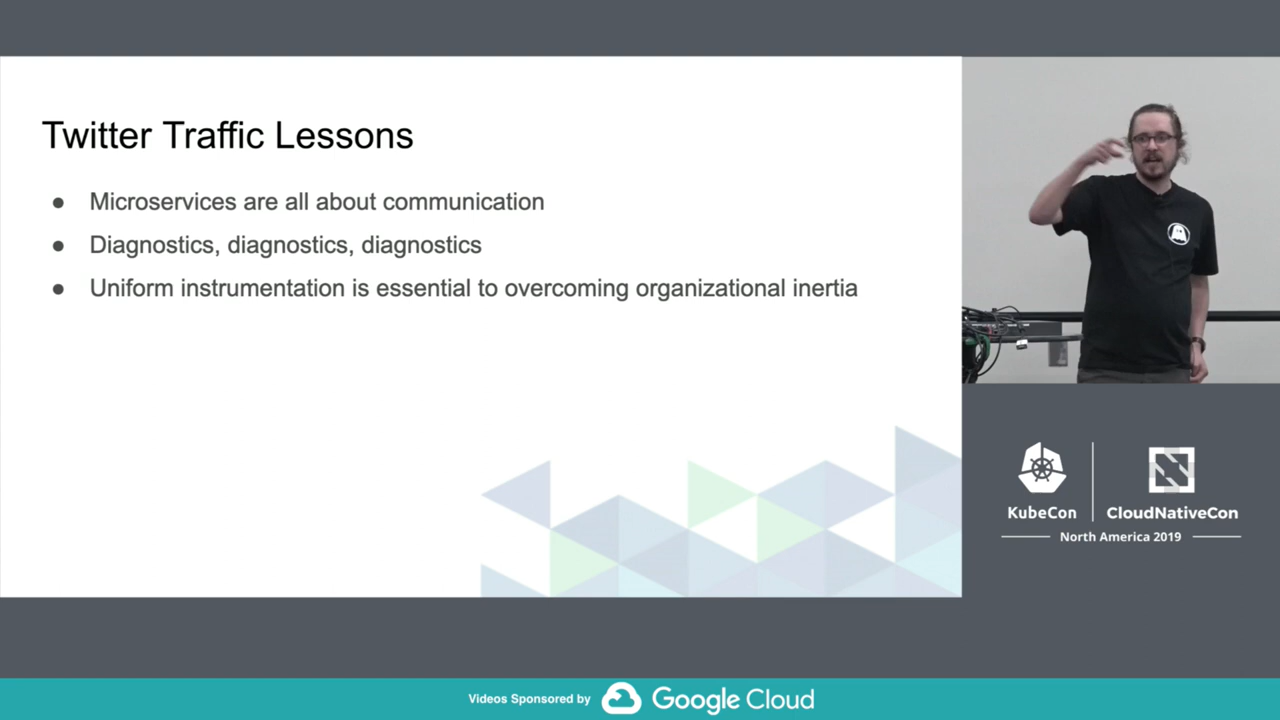 Twitter Traffic Lessons
● Microservices are all about communication
● Diagnostics, diagnostics, diagnostics
● Uniform instrumentation is essential to overcoming organizational inertia
KubeCon
CloudNativeCon
North America 2019
Videos Sponsored by Google Cloud